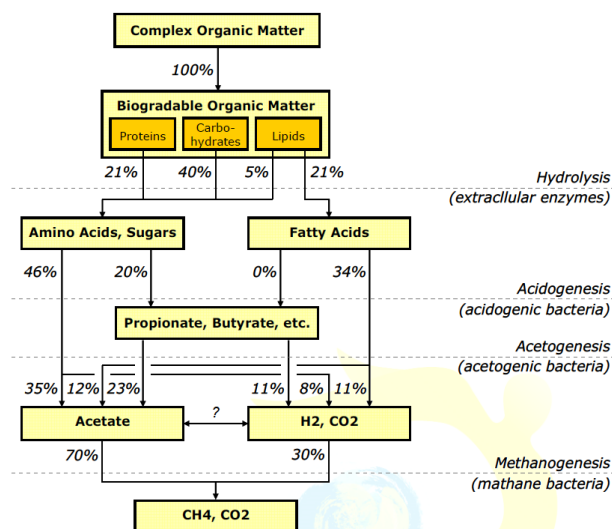 Complex Organic Matter
100%
Biogradable Organic Matter
Proteins
Carbo-
hydrates
Lipids
21% 40% 5% 21%
Hydrolysis
(extracllular enzymes)
Amino Acids, Sugars
Fatty Acids
46% 20% 0% 34%
Acidogenesis
(acidogenic bacteria)
Propionate, Butyrate, etc.
Acetogenesis
(acetogenic bacteria)
35% 12% 23% 11% 8% 11%
Acetate
?
H2, CO2
70% 30%
Methanogenesis
(mathane bacteria)
CH4, CO2